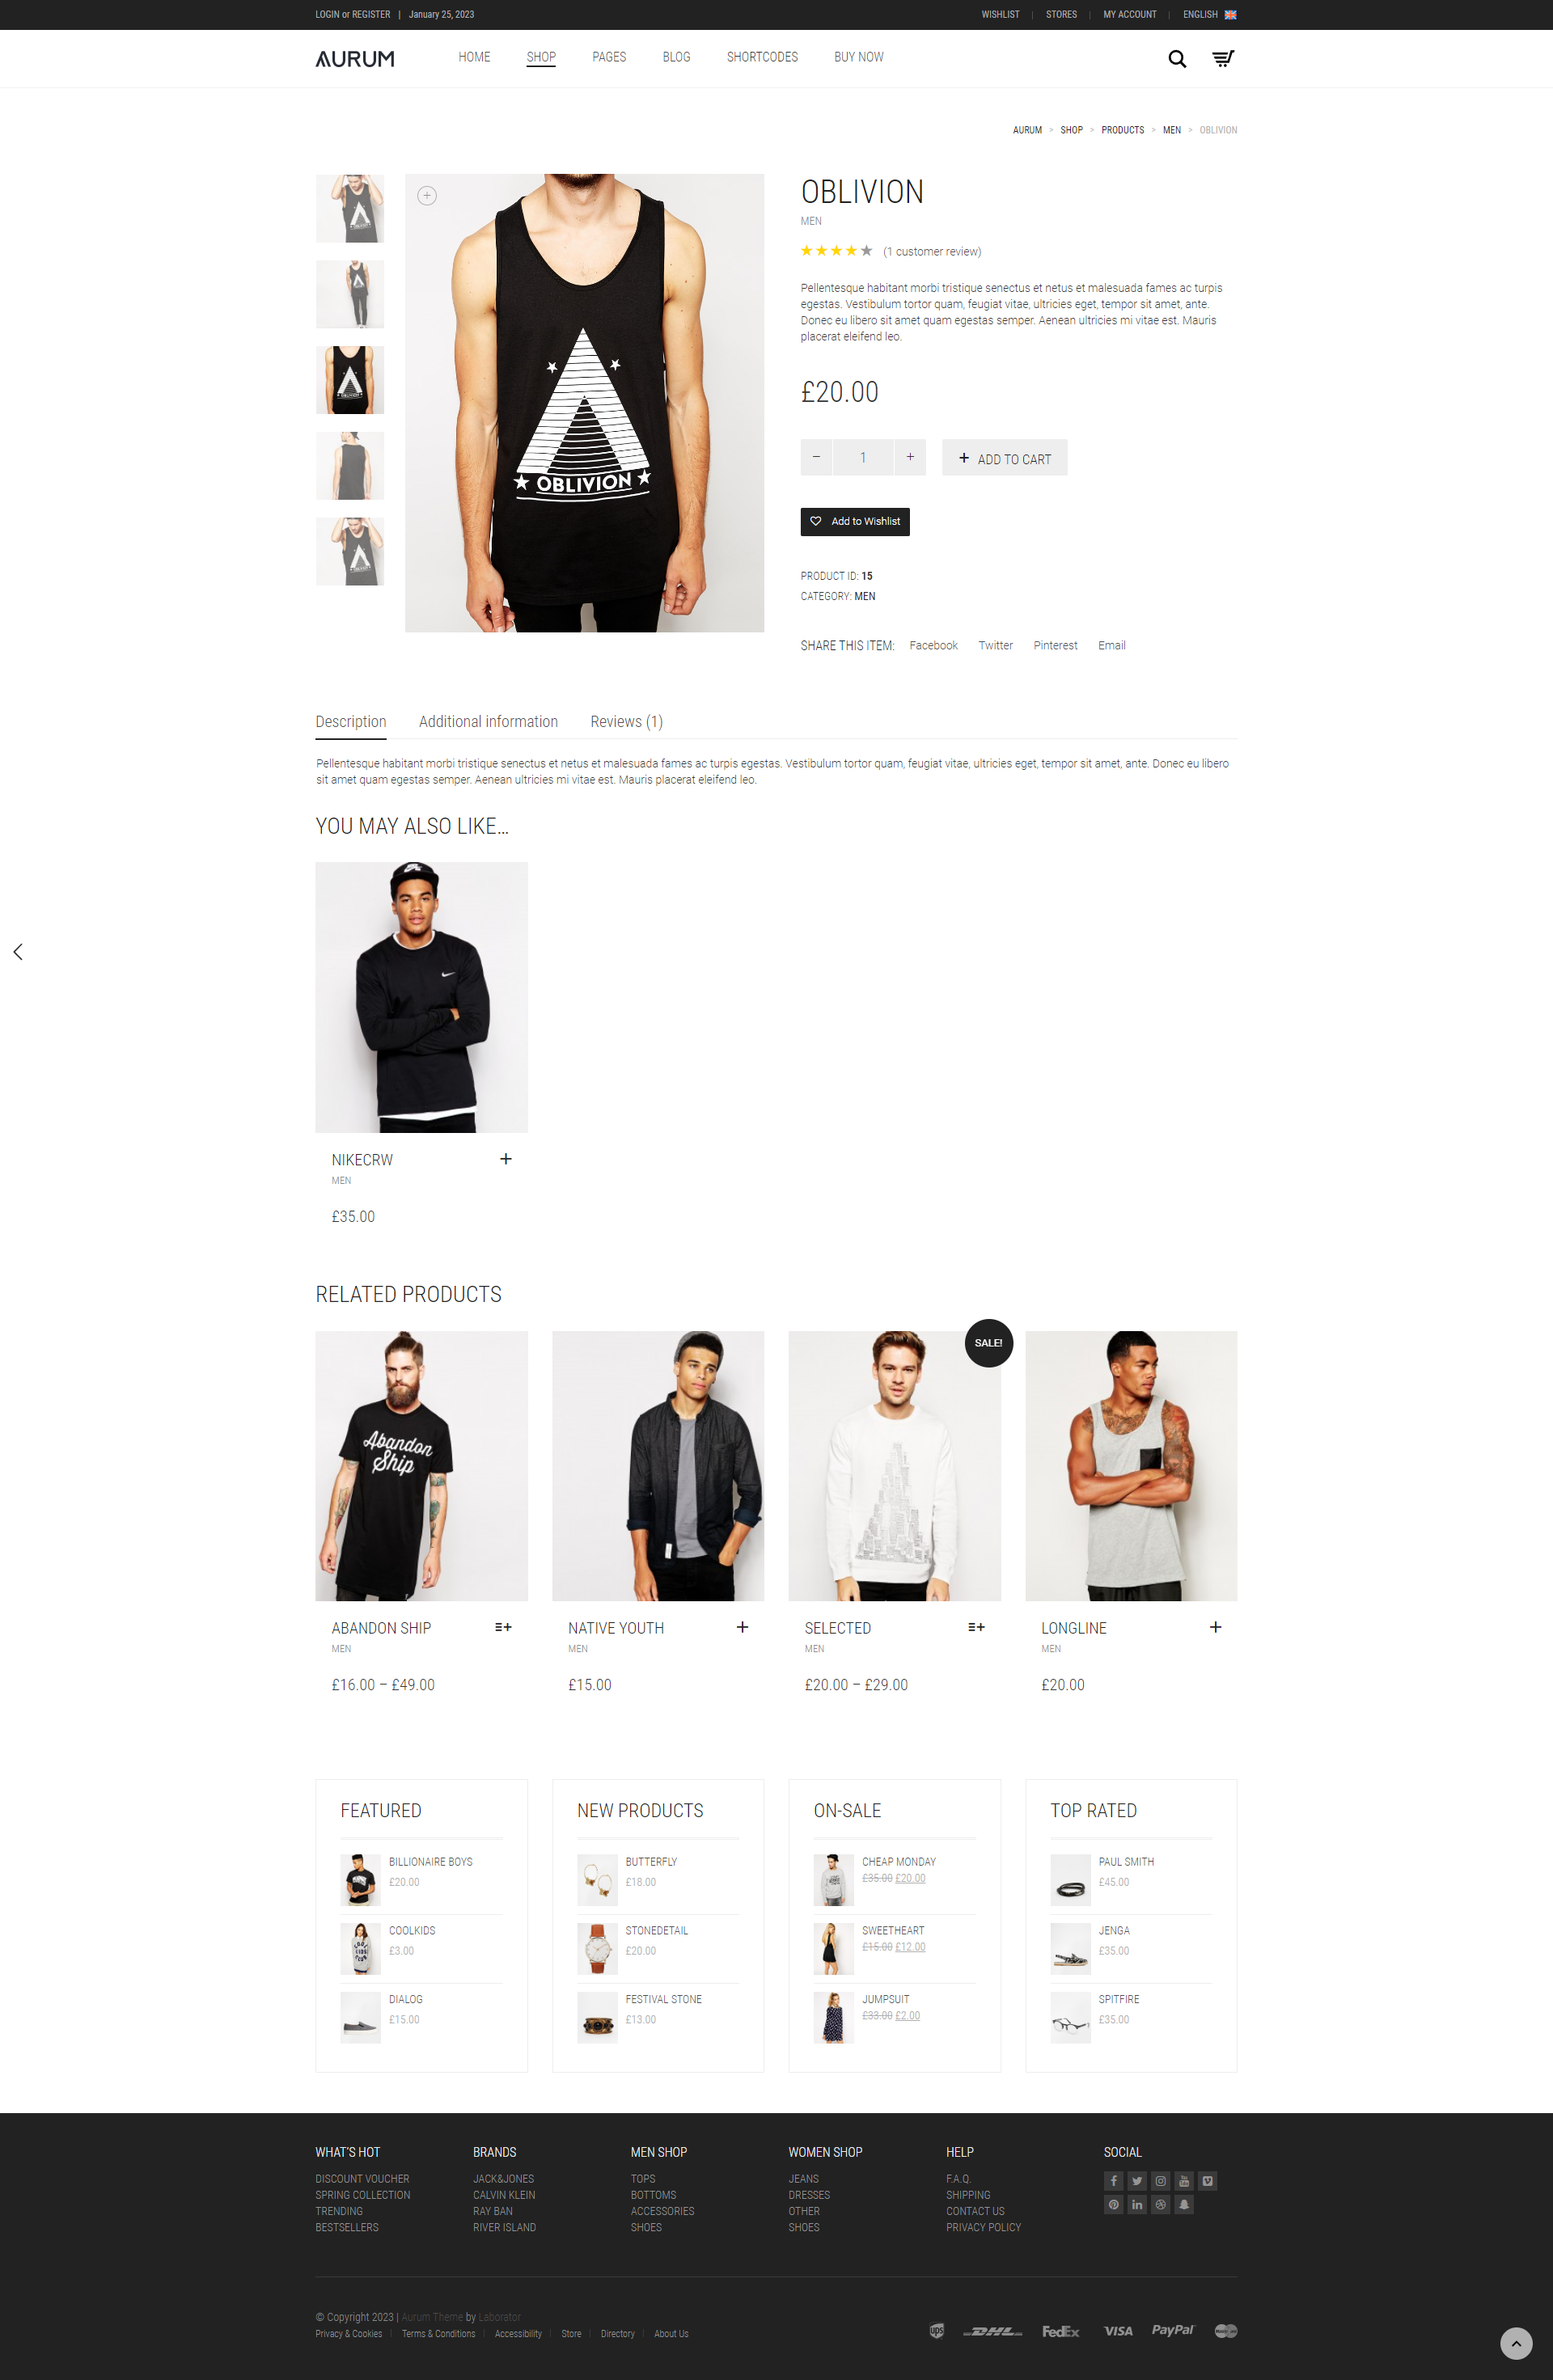 LOGIN or REGISTER | January 25, 2023
WISHLIST | STORES | MY ACCOUNT | ENGLISH
AURUM
HOME SHOP PAGES BLOG SHORTCODES BUY NOW
AURUM > SHOP > PRODUCTS > MEN > OBLIVION
OBLIVION
OBLIVION
MEN
(1 customer review)
Pellentesque habitant morbi tristique senectus et netus et malesuada fames ac turpis
egestas. Vestibulum tortor quam, feugiat vitae, ultricies eget, tempor sit amet, ante.
Donec eu libero sit amet quam egestas semper. Aenean ultricies mi vitae est. Mauris
placerat eleifend leo.
£20.00
− 1 + + ADD TO CART
Add to Wishlist
PRODUCT ID: 15
CATEGORY: MEN
SHARE THIS ITEM: Facebook Twitter Pinterest Email
Description Additional information Reviews (1)
Pellentesque habitant morbi tristique senectus et netus et malesuada fames ac turpis egestas. Vestibulum tortor quam, feugiat vitae, ultricies eget, tempor sit amet, ante. Donec eu libero
sit amet quam egestas semper. Aenean ultricies mi vitae est. Mauris placerat eleifend leo.
YOU MAY ALSO LIKE…
NIKECRW
MEN
£35.00
RELATED PRODUCTS
Abandon
Ship
SALE!
ABANDON SHIP
MEN
£16.00 – £49.00
NATIVE YOUTH
MEN
£15.00
SELECTED
MEN
£20.00 – £29.00
LONGLINE
MEN
£20.00
FEATURED
BILLIONAIRE BOYS
£20.00
COOLKIDS
£3.00
DIALOG
£15.00
NEW PRODUCTS
BUTTERFLY
£18.00
STONEDETAIL
£20.00
FESTIVAL STONE
£13.00
ON-SALE
CHEAP MONDAY
£35.00 £20.00
SWEETHEART
£15.00 £12.00
JUMPSUIT
£33.00 £2.00
TOP RATED
PAUL SMITH
£45.00
JENGA
£35.00
SPITFIRE
£35.00
WHAT'S HOT
DISCOUNT VOUCHER
SPRING COLLECTION
TRENDING
BESTSELLERS
BRANDS
JACK&JONES
CALVIN KLEIN
RAY BAN
RIVER ISLAND
MEN SHOP
TOPS
BOTTOMS
ACCESSORIES
SHOES
WOMEN SHOP
JEANS
DRESSES
OTHER
SHOES
HELP
F.A.Q.
SHIPPING
CONTACT US
PRIVACY POLICY
SOCIAL
© Copyright 2023 | Aurum Theme by Laborator
Privacy & Cookies | Terms & Conditions | Accessibility | Store | Directory | About Us
ups DHL FedEx VISA PayPal